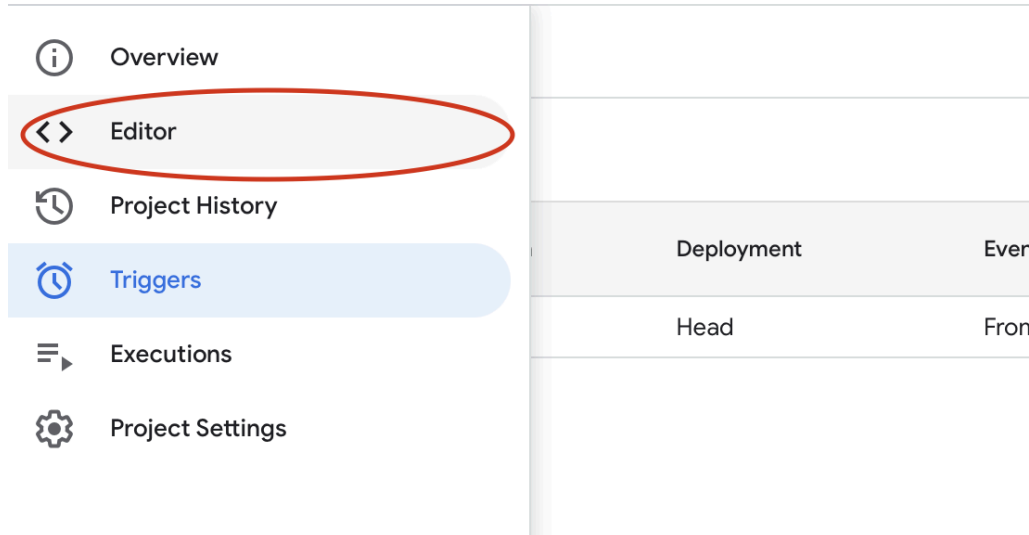 Overview
Editor
Project History
Triggers
Executions
Project Settings
Deployment
Head